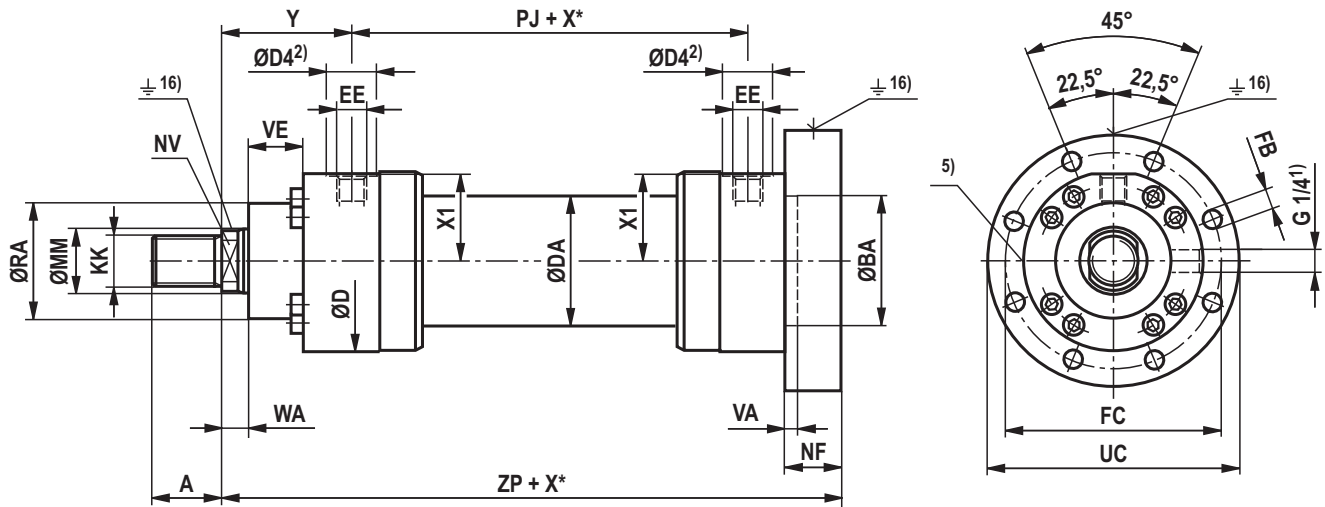 Y
PJ + X*
45°
ØD4²⁾
ØD4²⁾
⏊ 16)
EE
EE
⏊ 16)
22,5°
22,5°
⏊ 16)
VE
NV
FB
5)
G 1/4¹⁾
ØRA
ØMM
KK
X1
X1
ØDA
ØBA
ØD
WA
VA
FC
NF
UC
A
ZP + X*